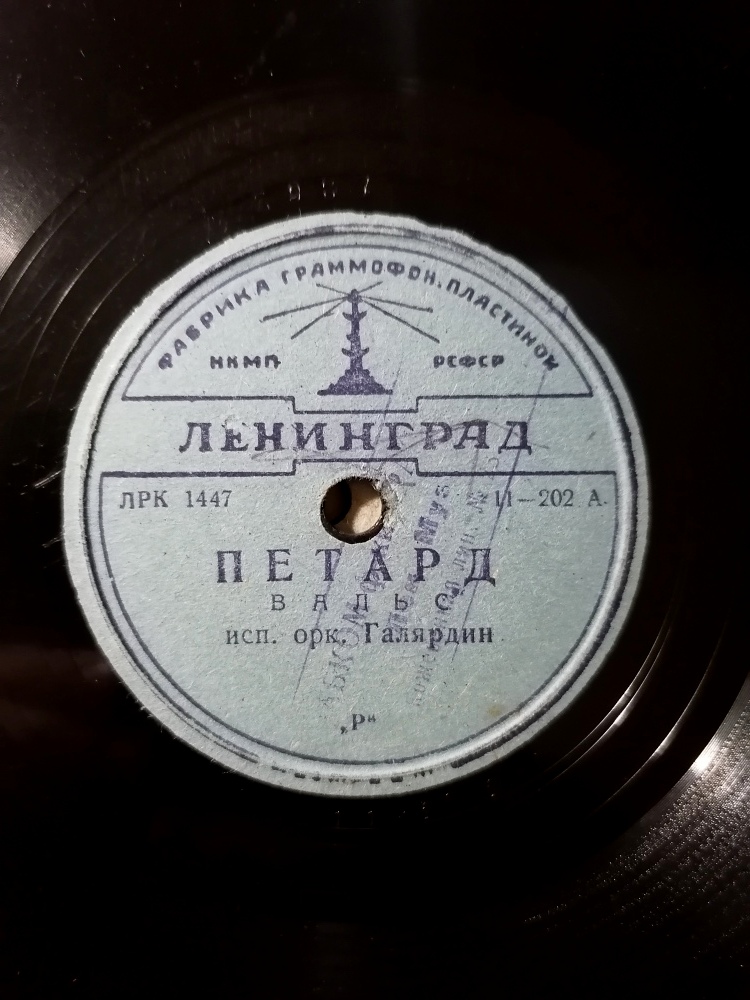 ФАБРИКА ГРАММОФОН. ПЛАСТИНОК
НКМП РСФСР
ЛЕНИНГРАД
ЛРК 1447 11—202 А.
ПЕТАРД
ВАЛЬС
исп. орк. Галярдин
„Р“